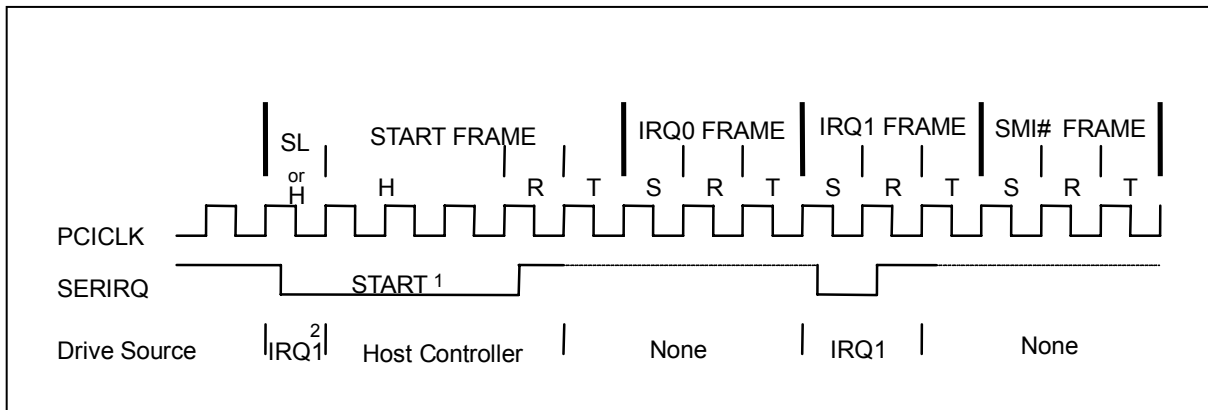 START FRAME IRQ0 FRAME IRQ1 FRAME SMI# FRAME
SL
or
H H R T S R T S R T S R T
PCICLK
SERIRQ START 1
Drive Source IRQ1 2 Host Controller None IRQ1 None